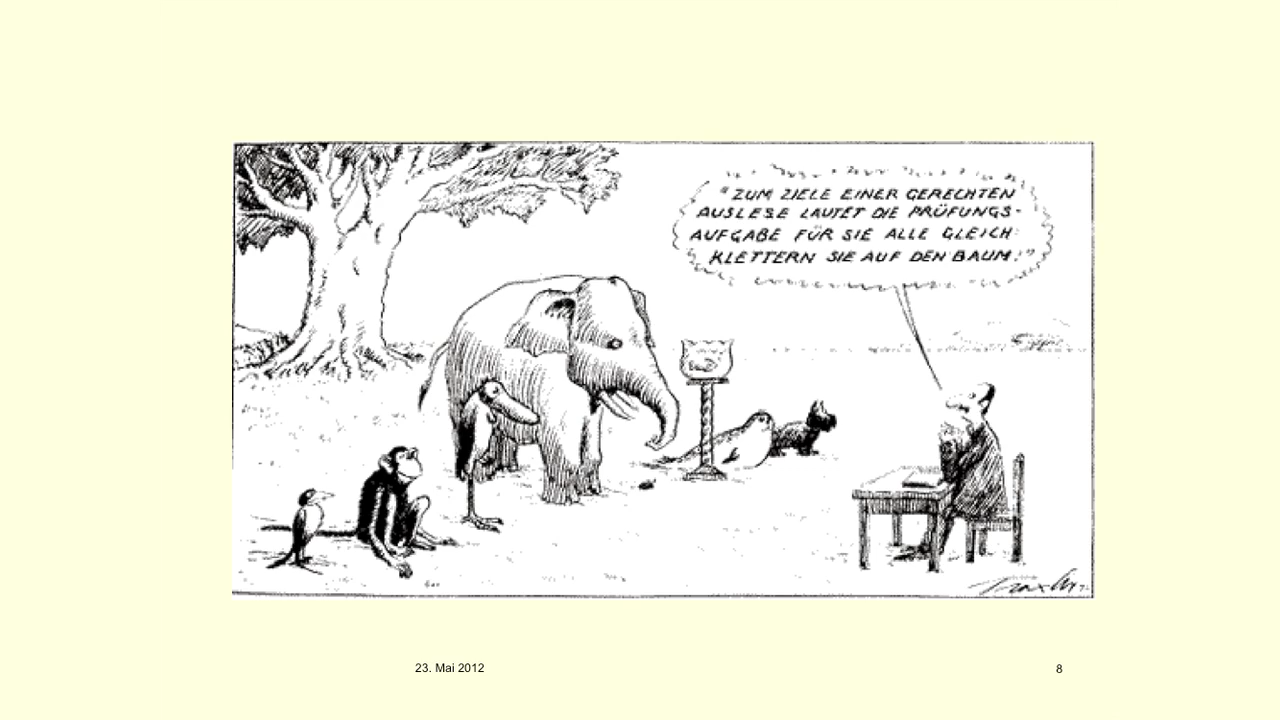 "ZUM ZIELE EINER GERECHTEN
AUSLESE LAUTET DIE PRÜFUNGS-
AUFGABE FÜR SIE ALLE GLEICH:
KLETTERN SIE AUF DEN BAUM!"
23. Mai 2012
8